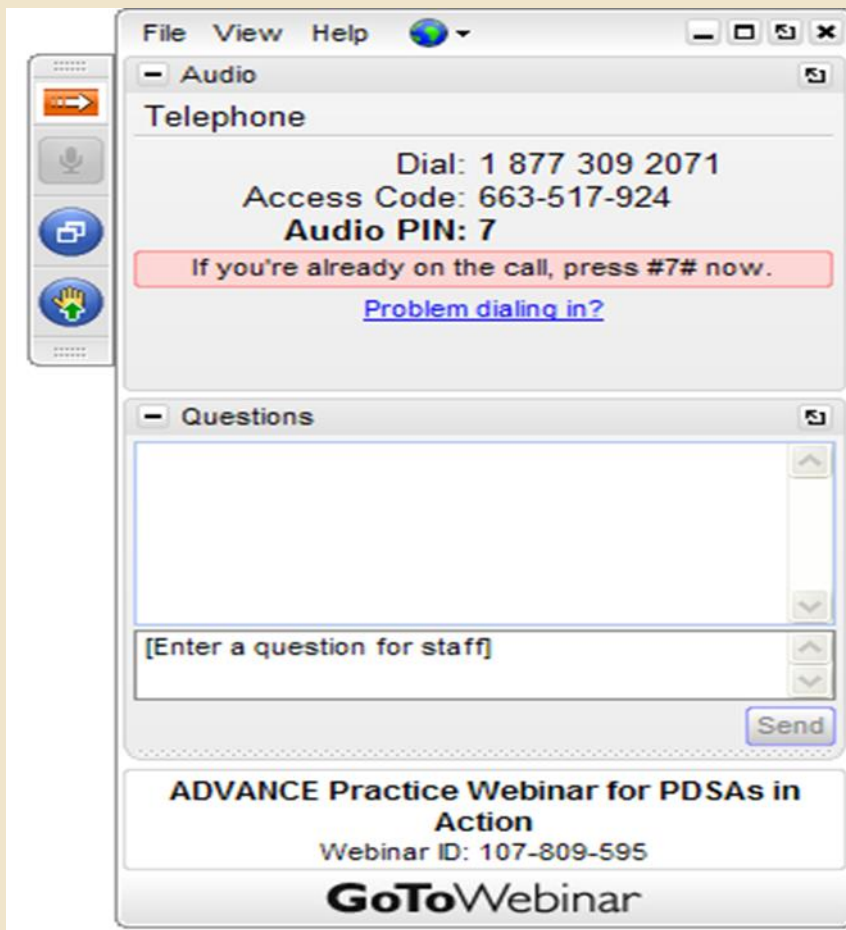 File View Help
Audio
Telephone
Dial: 1 877 309 2071
Access Code: 663-517-924
Audio PIN: 7
If you're already on the call, press #7# now.
Problem dialing in?
Questions
[Enter a question for staff]
Send
ADVANCE Practice Webinar for PDSAs in
Action
Webinar ID: 107-809-595
GoToWebinar